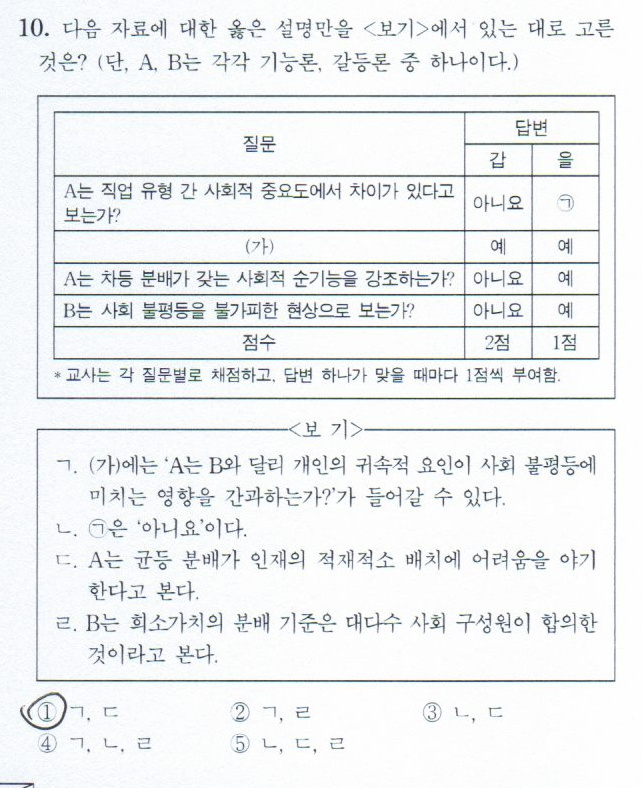 10. 다음 자료에 대한 옳은 설명만을 <보기>에서 있는 대로 고른
것은? (단, A, B는 각각 기능론, 갈등론 중 하나이다.)
질문
답변
갑
을
A는 직업 유형 간 사회적 중요도에서 차이가 있다고
보는가?
아니요
㉠
(가)
예
예
A는 차등 분배가 갖는 사회적 순기능을 강조하는가?
아니요
예
B는 사회 불평등을 불가피한 현상으로 보는가?
아니요
예
점수
2점
1점
* 교사는 각 질문별로 채점하고, 답변 하나가 맞을 때마다 1점씩 부여함.
<보 기>
ㄱ. (가)에는 ‘A는 B와 달리 개인의 귀속적 요인이 사회 불평등에
미치는 영향을 간과하는가?’가 들어갈 수 있다.
ㄴ. ㉠은 ‘아니요’이다.
ㄷ. A는 균등 분배가 인재의 적재적소 배치에 어려움을 야기
한다고 본다.
ㄹ. B는 희소가치의 분배 기준은 대다수 사회 구성원이 합의한
것이라고 본다.
① ㄱ, ㄷ
② ㄱ, ㄹ
③ ㄴ, ㄷ
④ ㄱ, ㄴ, ㄹ
⑤ ㄴ, ㄷ, ㄹ